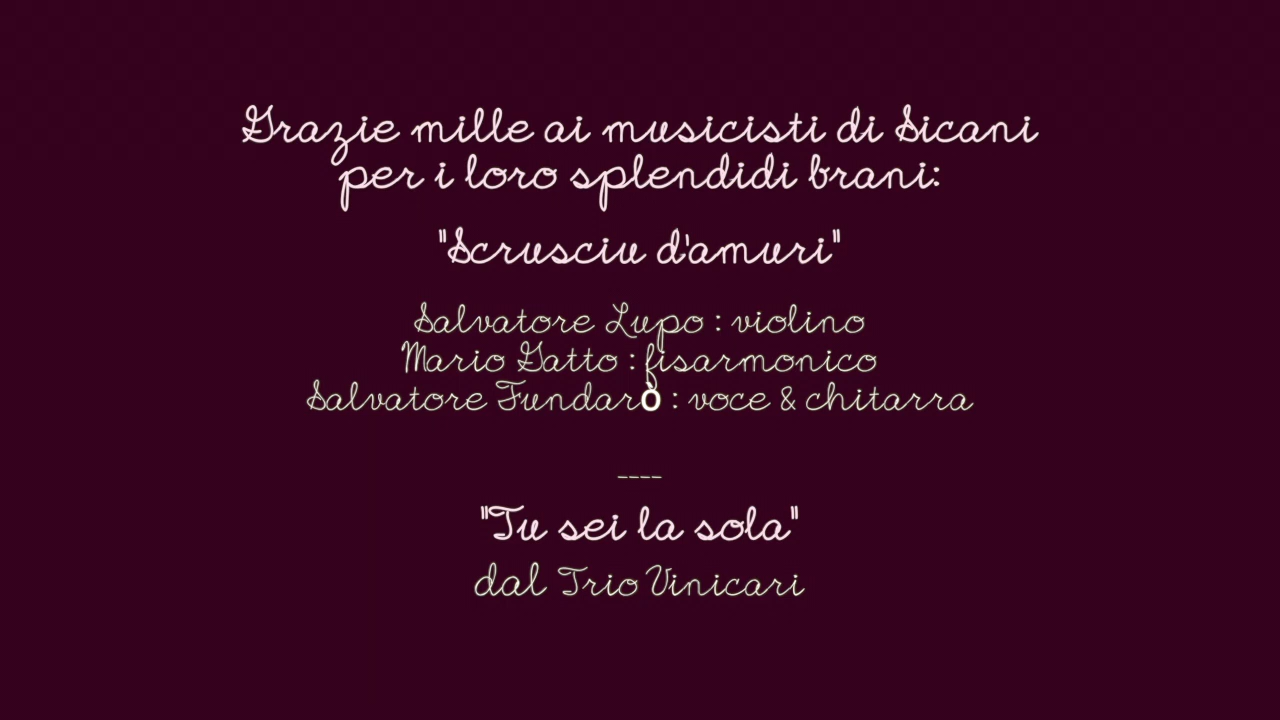 Grazie mille ai musicisti di Sicani
per i loro splendidi brani:
"Scrusciu d'amuri"
Salvatore Lupo : violino
Mario Gatto : fisarmonico
Salvatore Fundarò : voce & chitarra
----
"Tu sei la sola"
dal Trio Vinicari